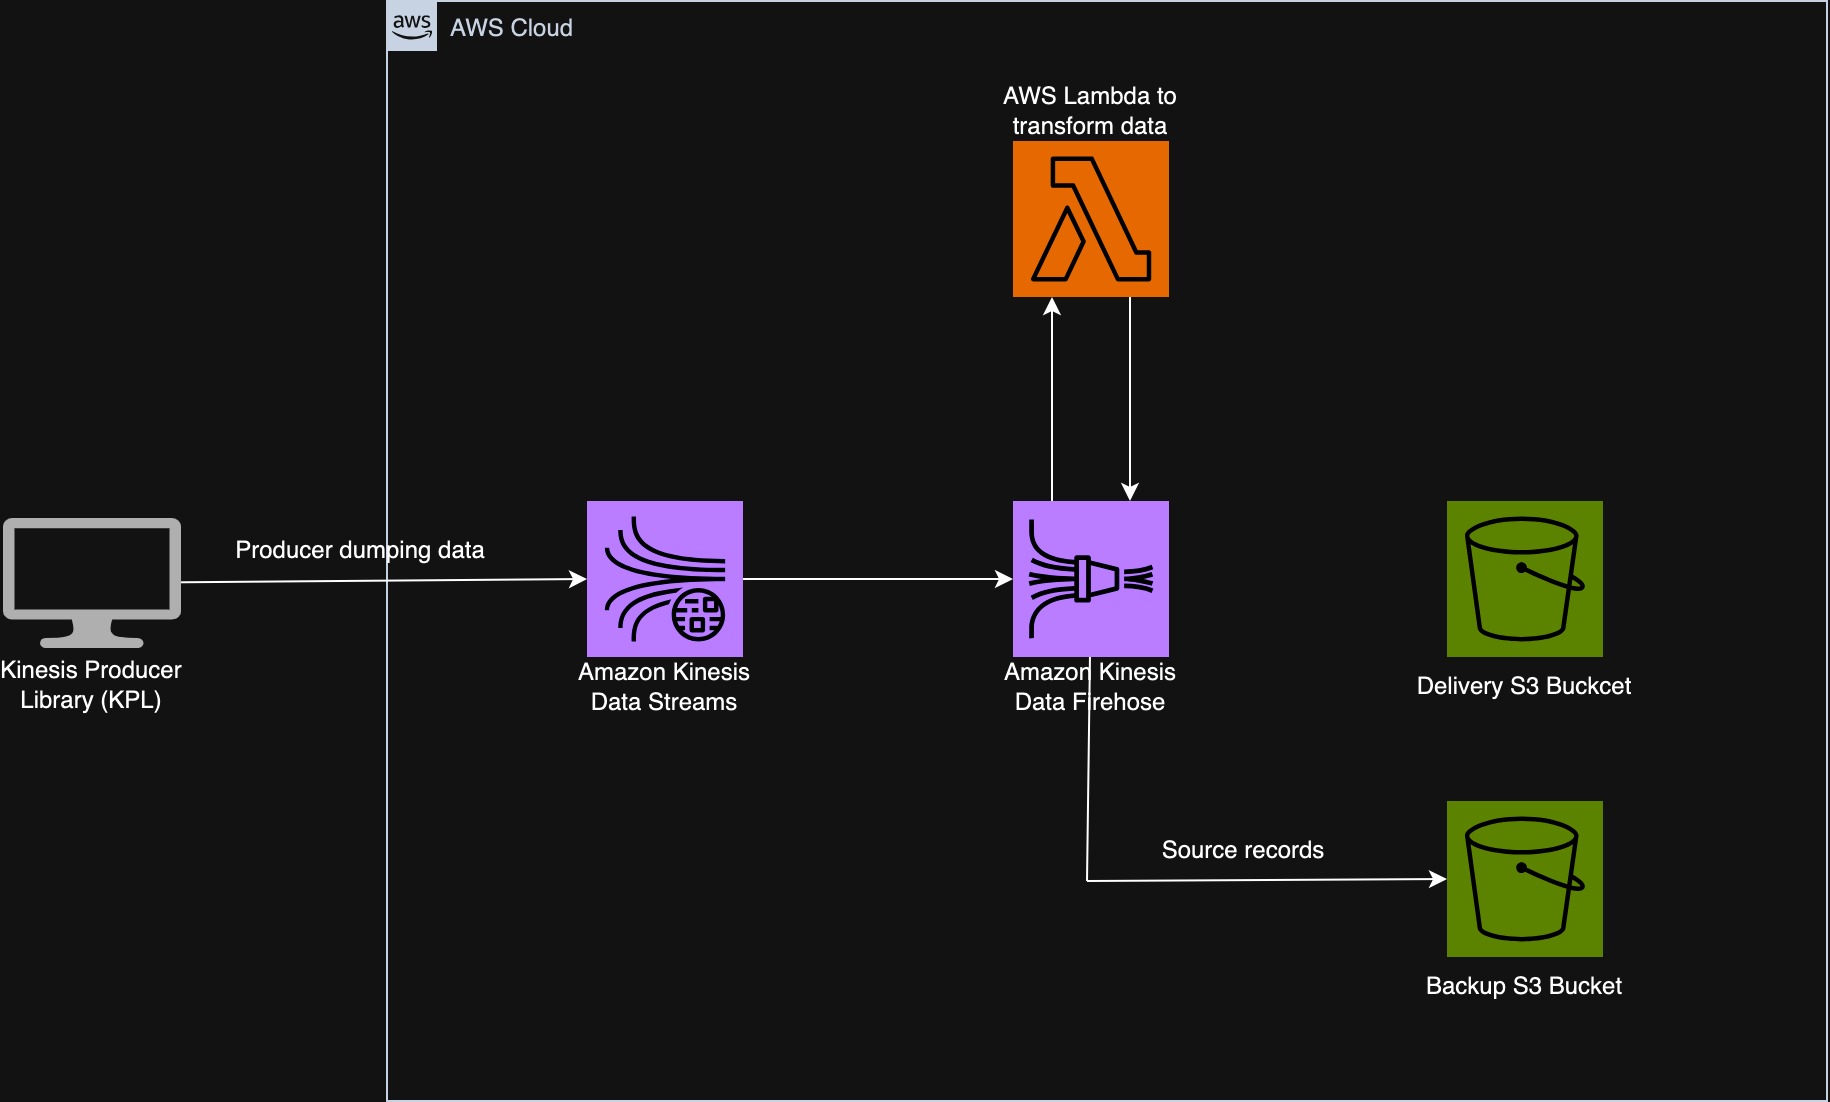 aws
AWS Cloud
AWS Lambda to
transform data
Producer dumping data
Kinesis Producer
Library (KPL)
Amazon Kinesis
Data Streams
Amazon Kinesis
Data Firehose
Delivery S3 Buckcet
Source records
Backup S3 Bucket